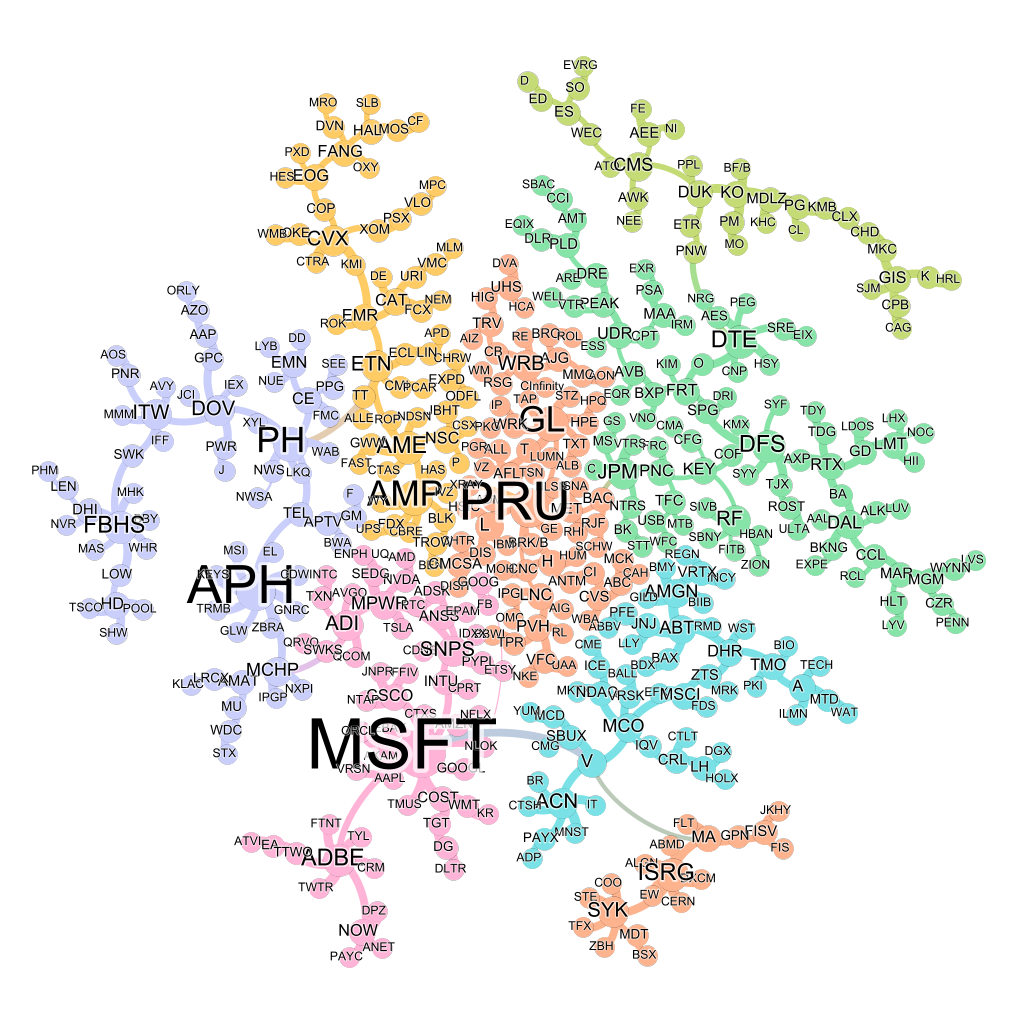 EVRG
D
SO
ED
ES
WEC
FE
AEE
NI
CMS
AWK
NEE
PPL
DUK
KO
BF/B
MDLZ
PG
KMB
CLX
CHD
MKC
GIS
K
HRL
SJM
CPB
CAG
PM
MO
KHC
CL
ETR
PNW
MRO
SLB
DVN
HAL
MOS
CF
FANG
PXD
OXY
HES
EOG
COP
CVX
WMB
OKE
CTRA
XOM
PSX
VLO
MPC
KMI
MLM
VMC
URI
DE
CAT
NEM
FCX
EMR
ROK
ETN
ECL
LIN
APD
CHRW
PCAR
EXPD
ODFL
TT
ALLE
ROP
NDSN
JBHT
NSC
CSX
GWW
AME
FAST
CTAS
HAS
P
AMP
IVZ
BLK
FDX
UPS
CBRE
TROW
SBAC
CCI
AMT
EQIX
DLR
PLD
ARE
DRE
WELL
VTR
PEAK
UDR
CPT
ESS
EXR
PSA
MAA
IRM
AVB
EQR
BXP
KIM
FRT
O
SPG
DRI
VNO
NRG
AES
PEG
DTE
SRE
EIX
HSY
CNP
DVA
UHS
HCA
HIG
TRV
AIZ
RE
BRO
ROL
CB
WRB
AJG
WM
RSG
MMC
AON
Cinfinity
TAP
STZ
HPQ
IP
WRK
GL
HPE
PKG
PGR
ALL
T
TXT
LUMN
VZ
AFL
TSN
ALB
PRU
L
MET
BAC
GE
RHI
RJF
SCHW
IBM
BRK/B
DIS
CMCSA
MOH
CNC
H
HUM
MCK
CAH
ANTM
CI
ABC
CVS
LNC
IPG
OMC
AIG
WBA
PVH
RL
TPR
VFC
UAA
NKE
GS
MS
JPM
PNC
VTRS
FRC
CMA
CFG
KMX
COF
KEY
SYF
DFS
SYY
AXP
TDY
TDG
LDOS
LHX
NOC
LMT
GD
HII
RTX
TJX
ROST
ULTA
BA
ALK
LUV
AAL
DAL
BKNG
EXPE
CCL
RCL
MAR
MGM
WYNN
LVS
HLT
LYV
CZR
PENN
C
NTRS
BK
STT
USB
TFC
MTB
WFC
SIVB
SBNY
RF
HBAN
FITB
ZION
ORLY
AZO
AAP
GPC
AOS
PNR
AVY
JCI
IEX
MMM
ITW
DOV
IFF
SWK
XYL
PWR
J
LYB
DD
EMN
NUE
SEE
PPG
CE
FMC
PH
WAB
NWS
LKQ
NWSA
PHM
LEN
DHI
NVR
MHK
BY
FBHS
MAS
WHR
LOW
HD
TSCO
POOL
SHW
F
GM
TEL
APTV
BWA
MSI
EL
KEYS
APH
TRMB
GNRC
GLW
ZBRA
MCHP
KLAC
LRCX
AMAT
NXPI
IPGP
MU
WDC
STX
ENPH
AMD
SEDG
NVDA
CDW
INTC
TXN
AVGO
MPWR
ADSK
DISH
GOOG
FB
ADI
TSLA
ANSS
EPAM
QRVO
SWKS
QCOM
SNPS
PYPL
ETSY
JNPR
FFIV
INTU
CPRT
NTAP
CSCO
CTXS
NFLX
NLOK
MSFT
VRSN
AAPL
TMUS
COST
WMT
KR
TGT
DG
DLTR
FTNT
TYL
ATVI
EA
TTWO
ADBE
CRM
TWTR
DPZ
NOW
ANET
PAYC
REGN
BMY
VRTX
INCY
AMGN
BIIB
PFE
JNJ
ABBV
ABT
TRMD
WST
LLY
BAX
DHR
BIO
TMO
TECH
ZTS
PKI
A
MTD
WAT
ILMN
MRK
CME
ICE
BDX
BALL
NDAQ
VRSK
MSCI
FDS
MCO
IQV
CTLT
CRL
LH
DGX
HOLX
YUM
MCD
SBUX
CMG
V
BR
ACN
IT
CTSH
PAYX
MNST
ADP
JKHY
FLT
MA
GPN
FISV
FIS
ABMD
ISRG
EW
CERN
COO
STE
SYK
TFX
ZBH
MDT
BSX